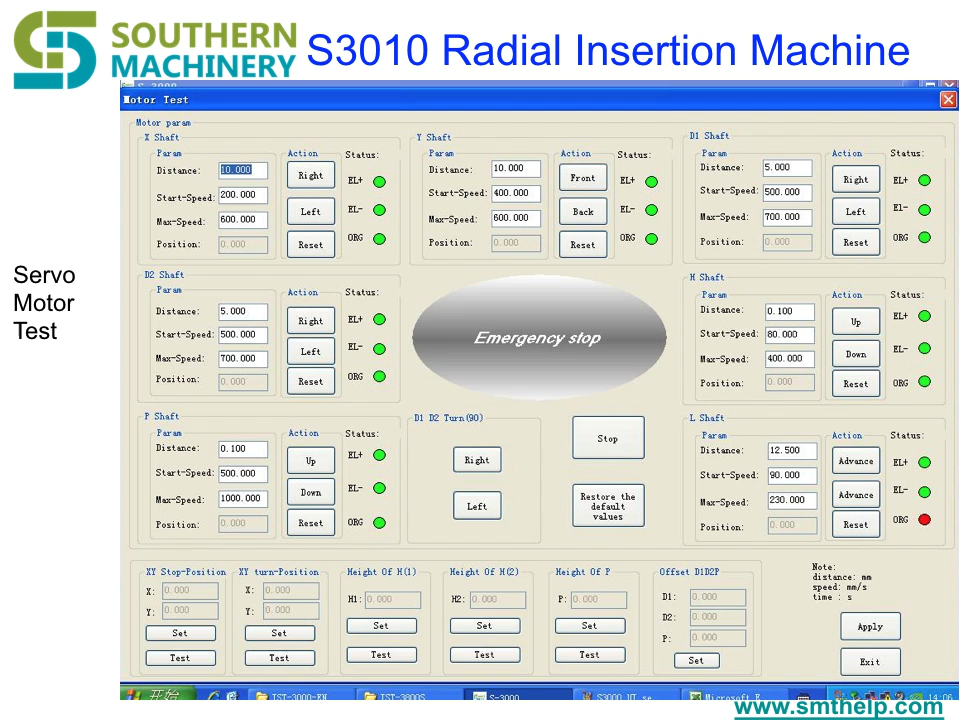 SOUTHERN
MACHINERY
S3010 Radial Insertion Machine
Servo
Motor
Test
S-3000
Motor Test
Motor param
X Shaft
Param
Distance: 10.000
Start-Speed: 200.000
Max-Speed: 600.000
Position: 0.000
Action
Right
Left
Reset
Status:
EL+
EL-
ORG
Y Shaft
Param
Distance: 10.000
Start-Speed: 400.000
Max-Speed: 600.000
Position: 0.000
Action
Front
Back
Reset
Status:
EL+
EL-
ORG
D1 Shaft
Param
Distance: 5.000
Start-Speed: 500.000
Max-Speed: 700.000
Position: 0.000
Action
Right
Left
Reset
Status:
EL+
El-
ORG
D2 Shaft
Param
Distance: 5.000
Start-Speed: 500.000
Max-Speed: 700.000
Position: 0.000
Action
Right
Left
Reset
Status:
EL+
EL-
ORG
Emergency stop
H Shaft
Param
Distance: 0.100
Start-Speed: 80.000
Max-Speed: 400.000
Position: 0.000
Action
Up
Down
Reset
Status:
EL+
EL-
ORG
P Shaft
Param
Distance: 0.100
Start-Speed: 500.000
Max-Speed: 1000.000
Position: 0.000
Action
Up
Down
Reset
Status:
EL+
EL-
ORG
D1 D2 Turn(90)
Right
Left
Stop
Restore the
default
values
L Shaft
Param
Distance: 12.500
Start-Speed: 90.000
Max-Speed: 230.000
Position: 0.000
Action
Advance
Advance
Reset
Status:
EL+
EL-
ORG
XY Stop-Position
X: 0.000
Y: 0.000
Set
Test
XY turn-Position
X: 0.000
Y: 0.000
Set
Test
Height Of H(1)
H1: 0.000
Set
Test
Height Of H(2)
H2: 0.000
Set
Test
Height Of P
P: 0.000
Set
Test
Offset D1D2P
D1: 0.000
D2: 0.000
P: 0.000
Set
Note:
distance: mm
speed: mm/s
time : s
Apply
Exit
开始 IST-3000-EN IST-3800S S-3000 Microsoft E 14:06
www.smthelp.com